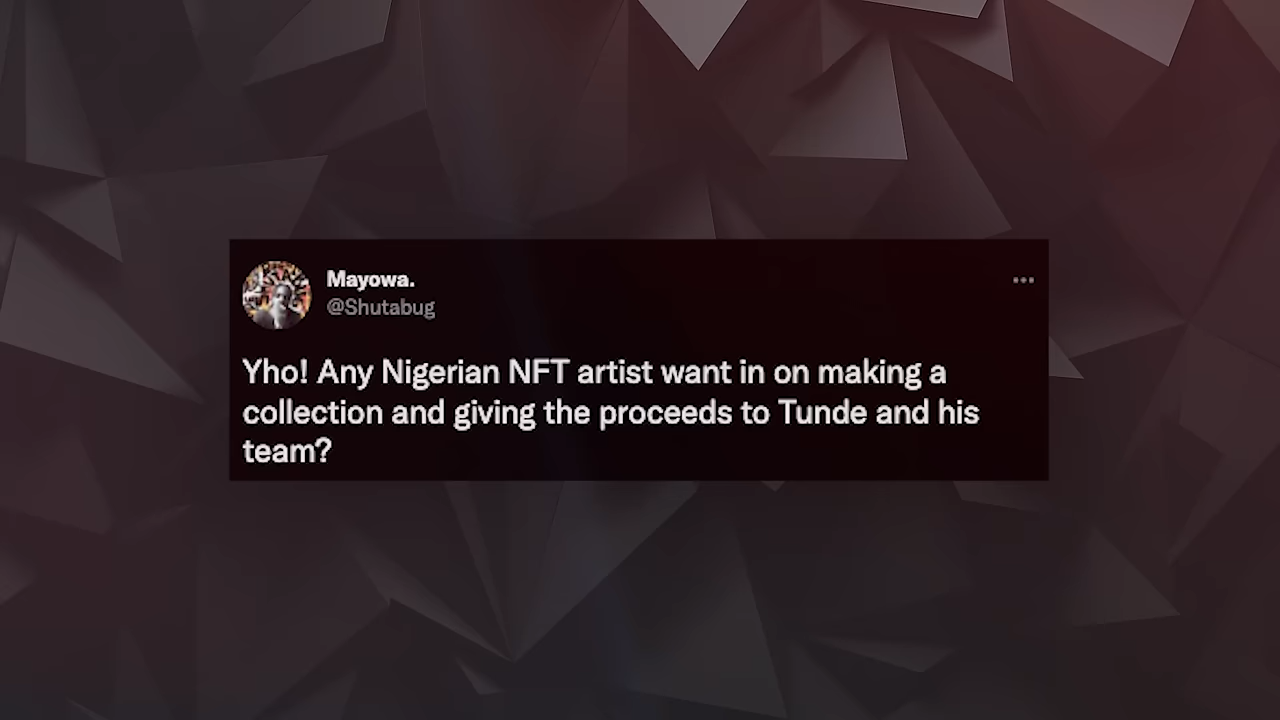 Mayowa.
@Shutabug
Yho! Any Nigerian NFT artist want in on making a
collection and giving the proceeds to Tunde and his
team?